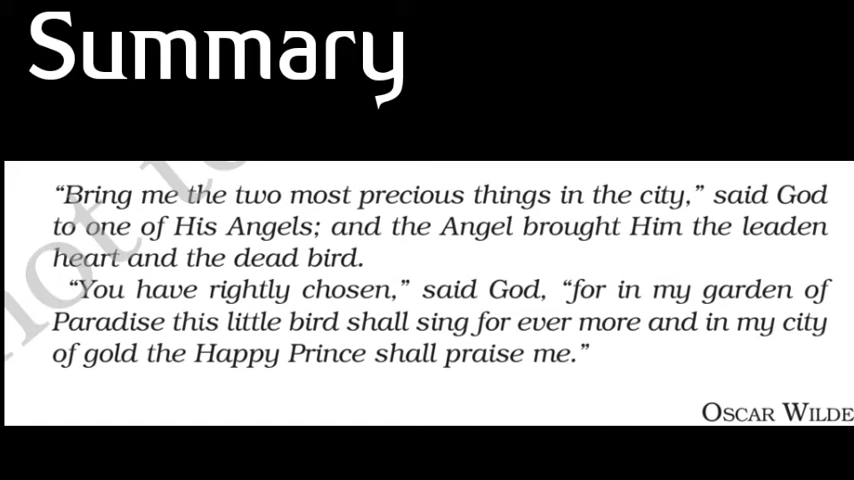 Summary
“Bring me the two most precious things in the city,” said God
to one of His Angels; and the Angel brought Him the leaden
heart and the dead bird.
“You have rightly chosen,” said God, “for in my garden of
Paradise this little bird shall sing for ever more and in my city
of gold the Happy Prince shall praise me.”
OSCAR WILDE
not to